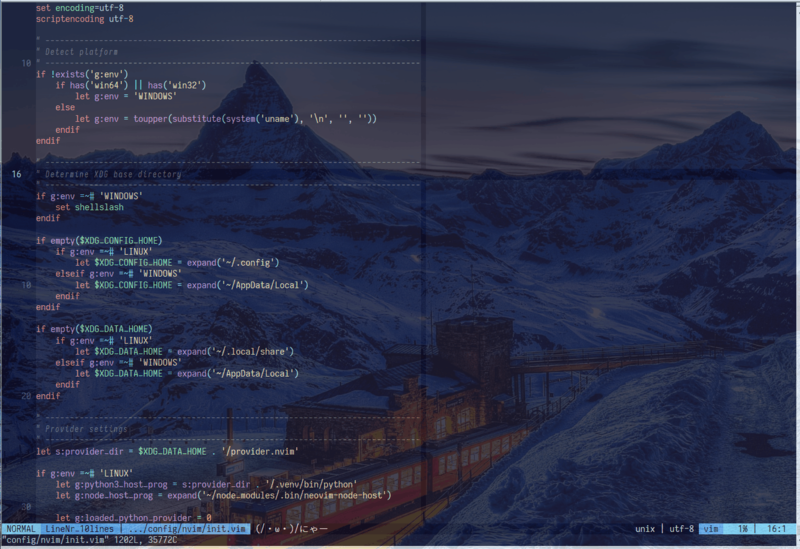 set encoding=utf-8
scriptencoding utf-8
" -----------------------------------------------------------------------------
" Detect platform
10 " -----------------------------------------------------------------------------
if !exists('g:env')
if has('win64') || has('win32')
let g:env = 'WINDOWS'
else
let g:env = toupper(substitute(system('uname'), '\n', '', ''))
endif
endif
" -----------------------------------------------------------------------------
16 " Determine XDG base directory
" -----------------------------------------------------------------------------
if g:env =~# 'WINDOWS'
set shellslash
endif
if empty($XDG_CONFIG_HOME)
if g:env =~# 'LINUX'
let $XDG_CONFIG_HOME = expand('~/.config')
elseif g:env =~# 'WINDOWS'
10 let $XDG_CONFIG_HOME = expand('~/AppData/Local')
endif
endif
if empty($XDG_DATA_HOME)
if g:env =~# 'LINUX'
let $XDG_DATA_HOME = expand('~/.local/share')
elseif g:env =~# 'WINDOWS'
let $XDG_DATA_HOME = expand('~/AppData/Local')
endif
20 endif
" -----------------------------------------------------------------------------
" Provider settings
" -----------------------------------------------------------------------------
let s:provider_dir = $XDG_DATA_HOME . '/provider.nvim'
if g:env =~# 'LINUX'
let g:python3_host_prog = s:provider_dir . '/.venv/bin/python'
let g:node_host_prog = expand('~/node_modules/.bin/neovim-node-host')
30
let g:loaded_python_provider = 0
NORMAL LineNr…10lines | .../config/nvim/init.vim (/・ω・)/にゃー unix | utf-8 vim 1% | 16:1
"config/nvim/init.vim" 1202L, 35772C